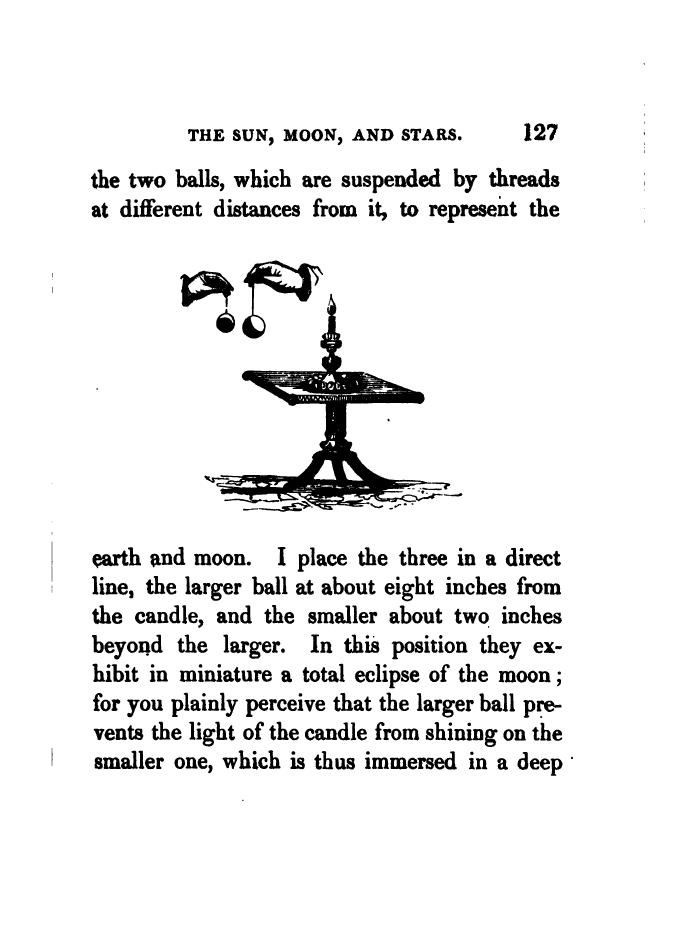 THE SUN, MOON, AND STARS. 127
the two balls, which are suspended by threads
at different distances from it, to represent the
earth and moon. I place the three in a direct
line, the larger ball at about eight inches from
the candle, and the smaller about two inches
beyond the larger. In this position they ex-
hibit in miniature a total eclipse of the moon;
for you plainly perceive that the larger ball pre-
vents the light of the candle from shining on the
smaller one, which is thus immersed in a deep